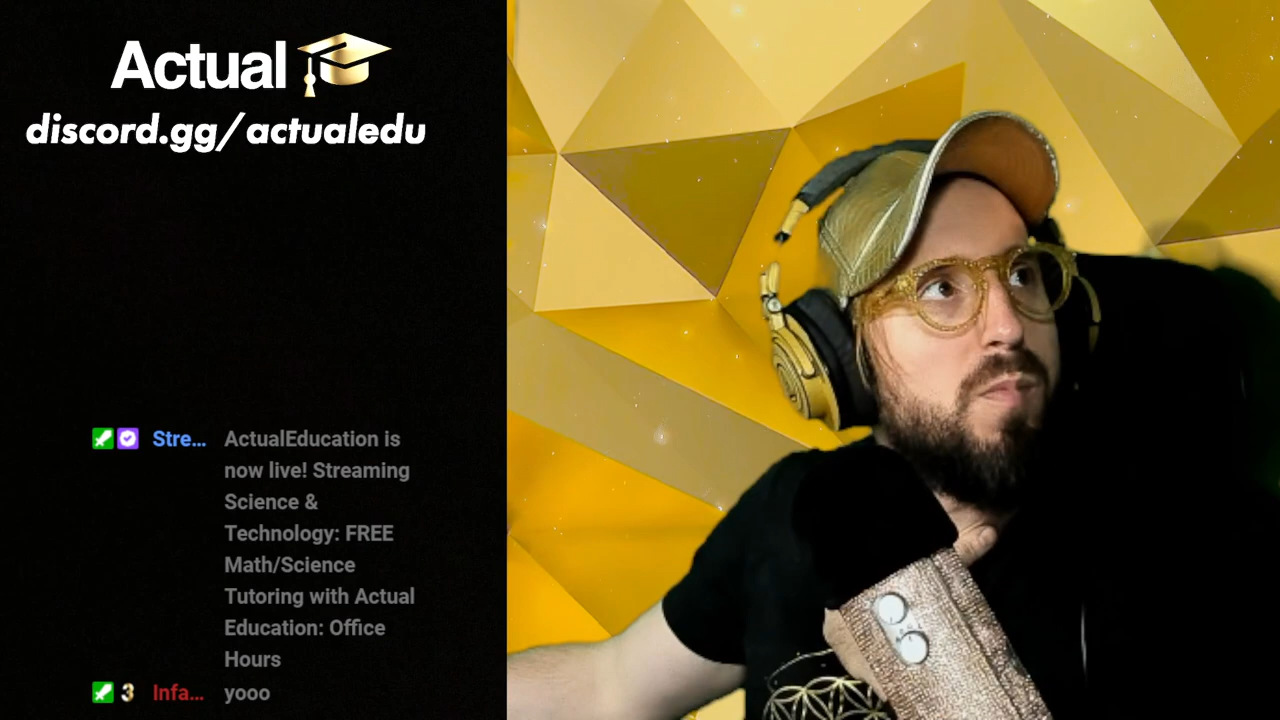 Actual
discord.gg/actualedu
Stre... ActualEducation is
now live! Streaming
Science &
Technology: FREE
Math/Science
Tutoring with Actual
Education: Office
Hours
3 Infa... yooo